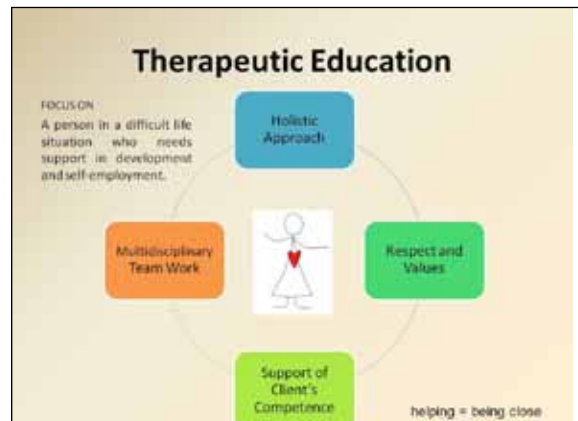 Therapeutic Education
FOCUS ON
A person in a difficult life
situation who needs
support in development
and self-employment.
Holistic
Approach
Multidisciplinary
Team Work
Respect and
Values
Support of
Client's
Competence
helping = being close